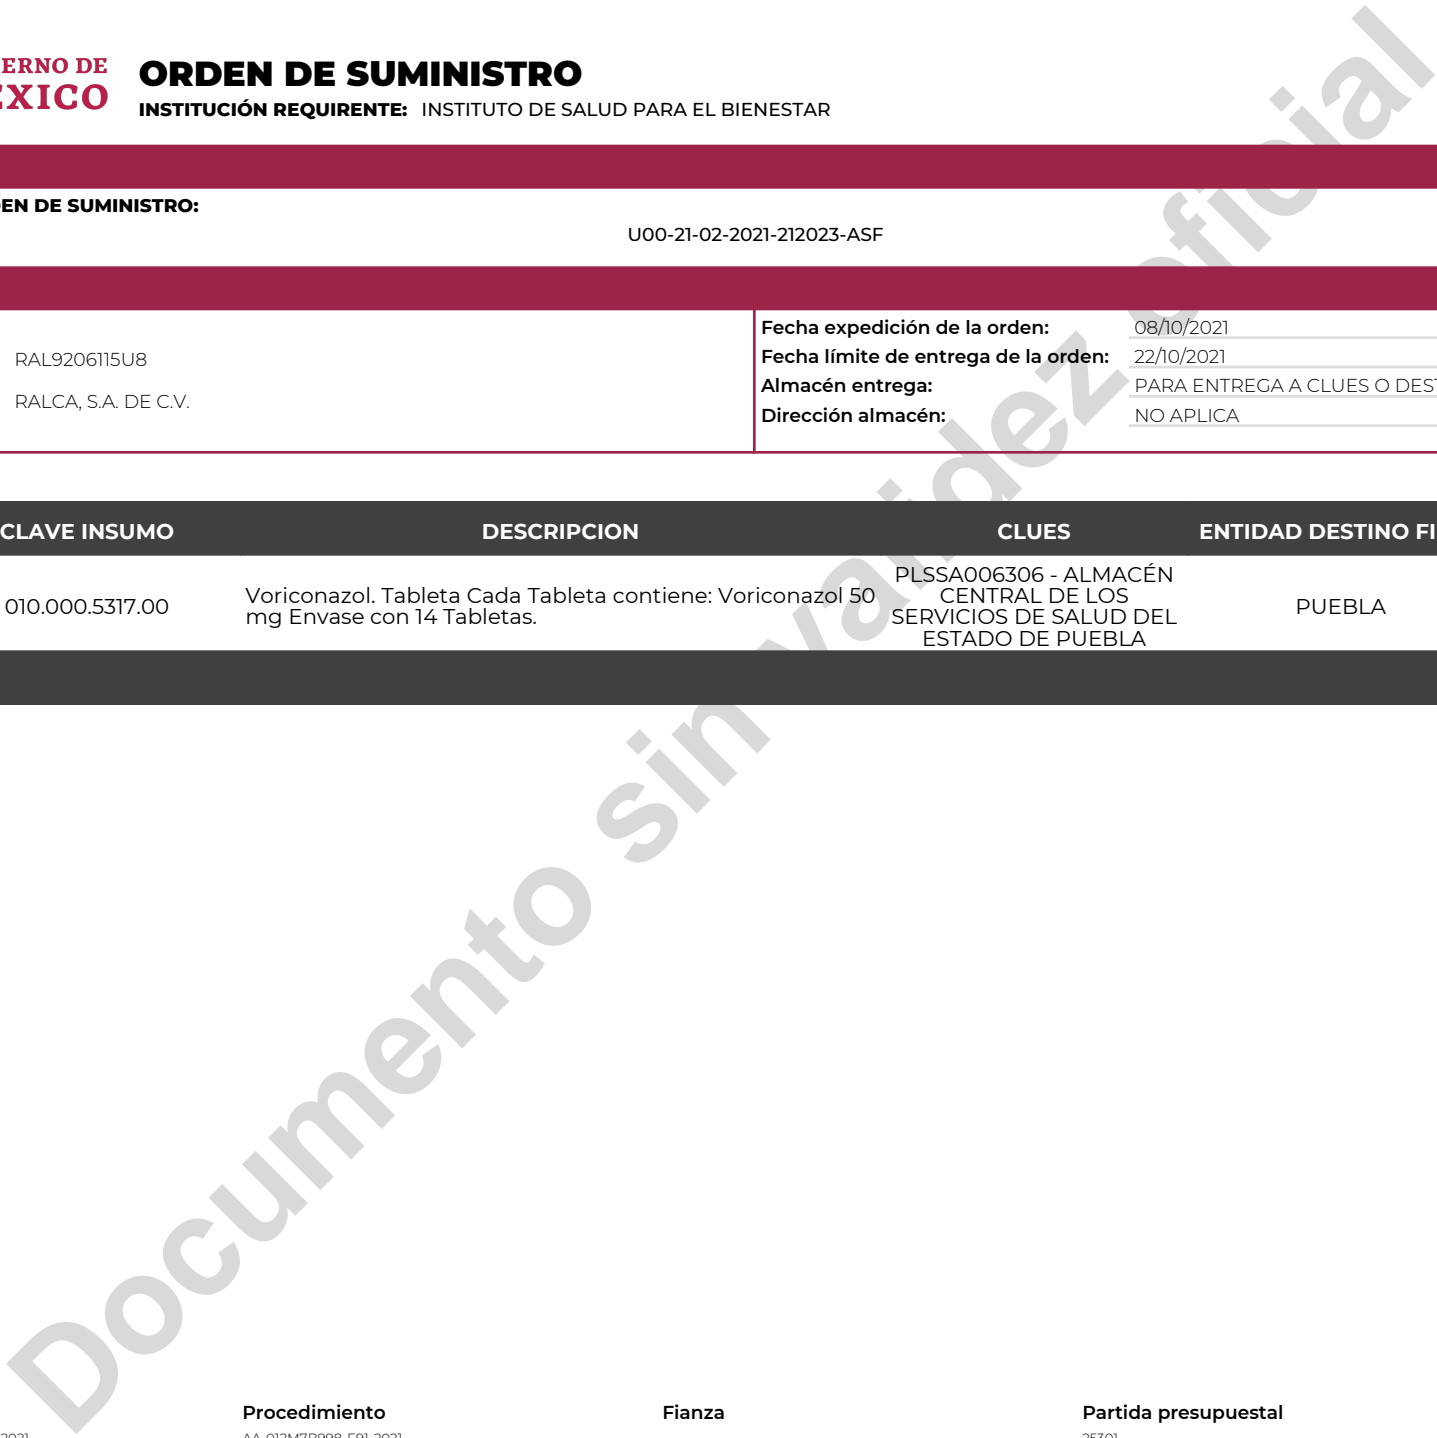 ERNO DE
EXICO
ORDEN DE SUMINISTRO
INSTITUCIÓN REQUIRENTE: INSTITUTO DE SALUD PARA EL BIENESTAR
EN DE SUMINISTRO:
U00-21-02-2021-212023-ASF
RAL9206115U8
RALCA, S.A. DE C.V.
Fecha expedición de la orden: 08/10/2021
Fecha límite de entrega de la orden: 22/10/2021
Almacén entrega: PARA ENTREGA A CLUES O DEST
Dirección almacén: NO APLICA
CLAVE INSUMO DESCRIPCION CLUES ENTIDAD DESTINO FI
010.000.5317.00
Voriconazol. Tableta Cada Tableta contiene: Voriconazol 50
mg Envase con 14 Tabletas.
PLSSA006306 - ALMACÉN
CENTRAL DE LOS
SERVICIOS DE SALUD DEL
ESTADO DE PUEBLA
PUEBLA
Documento sin validez oficial
Procedimiento Fianza Partida presupuestal